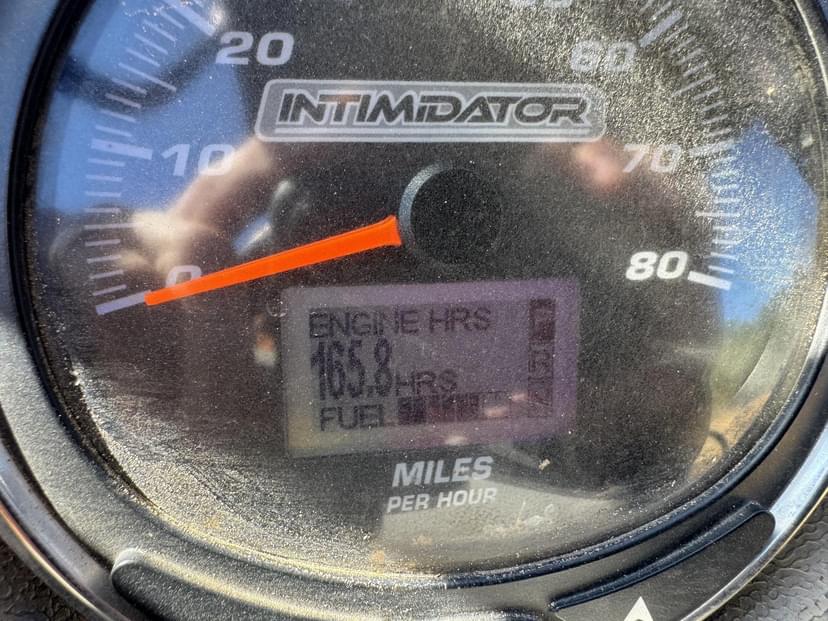 20
60
INTIMIDATOR
10
70
0
80
ENGINE HRS
165.8 HRS
FUEL
MILES
PER HOUR